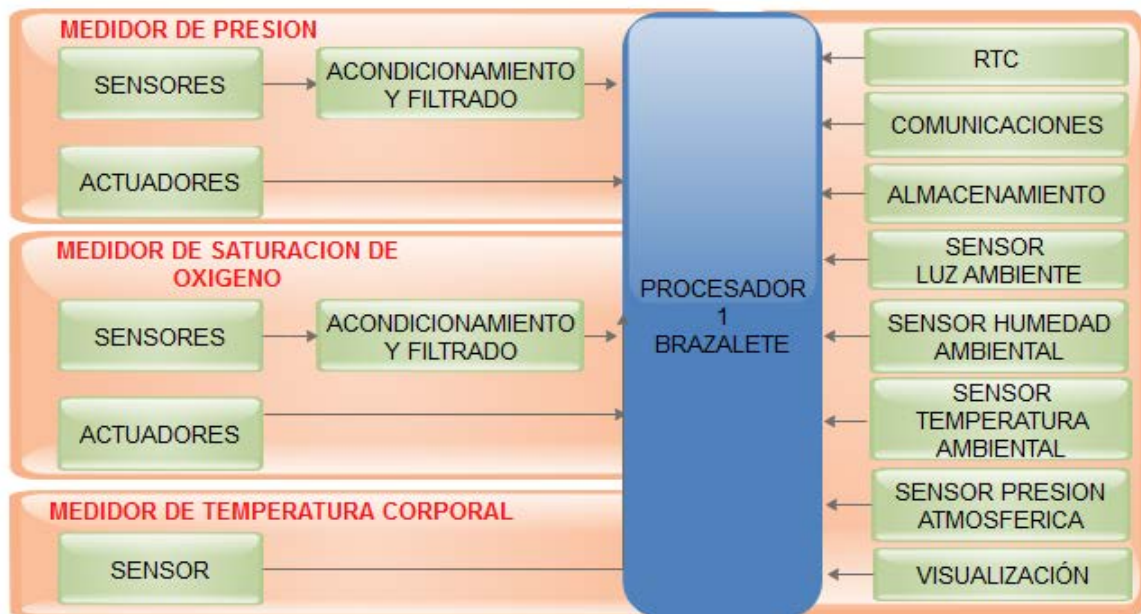 MEDIDOR DE PRESION
SENSORES
ACONDICIONAMIENTO
Y FILTRADO
ACTUADORES
MEDIDOR DE SATURACION DE
OXIGENO
SENSORES
ACONDICIONAMIENTO
Y FILTRADO
ACTUADORES
MEDIDOR DE TEMPERATURA CORPORAL
SENSOR
PROCESADOR
1
BRAZALETE
RTC
COMUNICACIONES
ALMACENAMIENTO
SENSOR
LUZ AMBIENTE
SENSOR HUMEDAD
AMBIENTAL
SENSOR
TEMPERATURA
AMBIENTAL
SENSOR PRESION
ATMOSFERICA
VISUALIZACIÓN